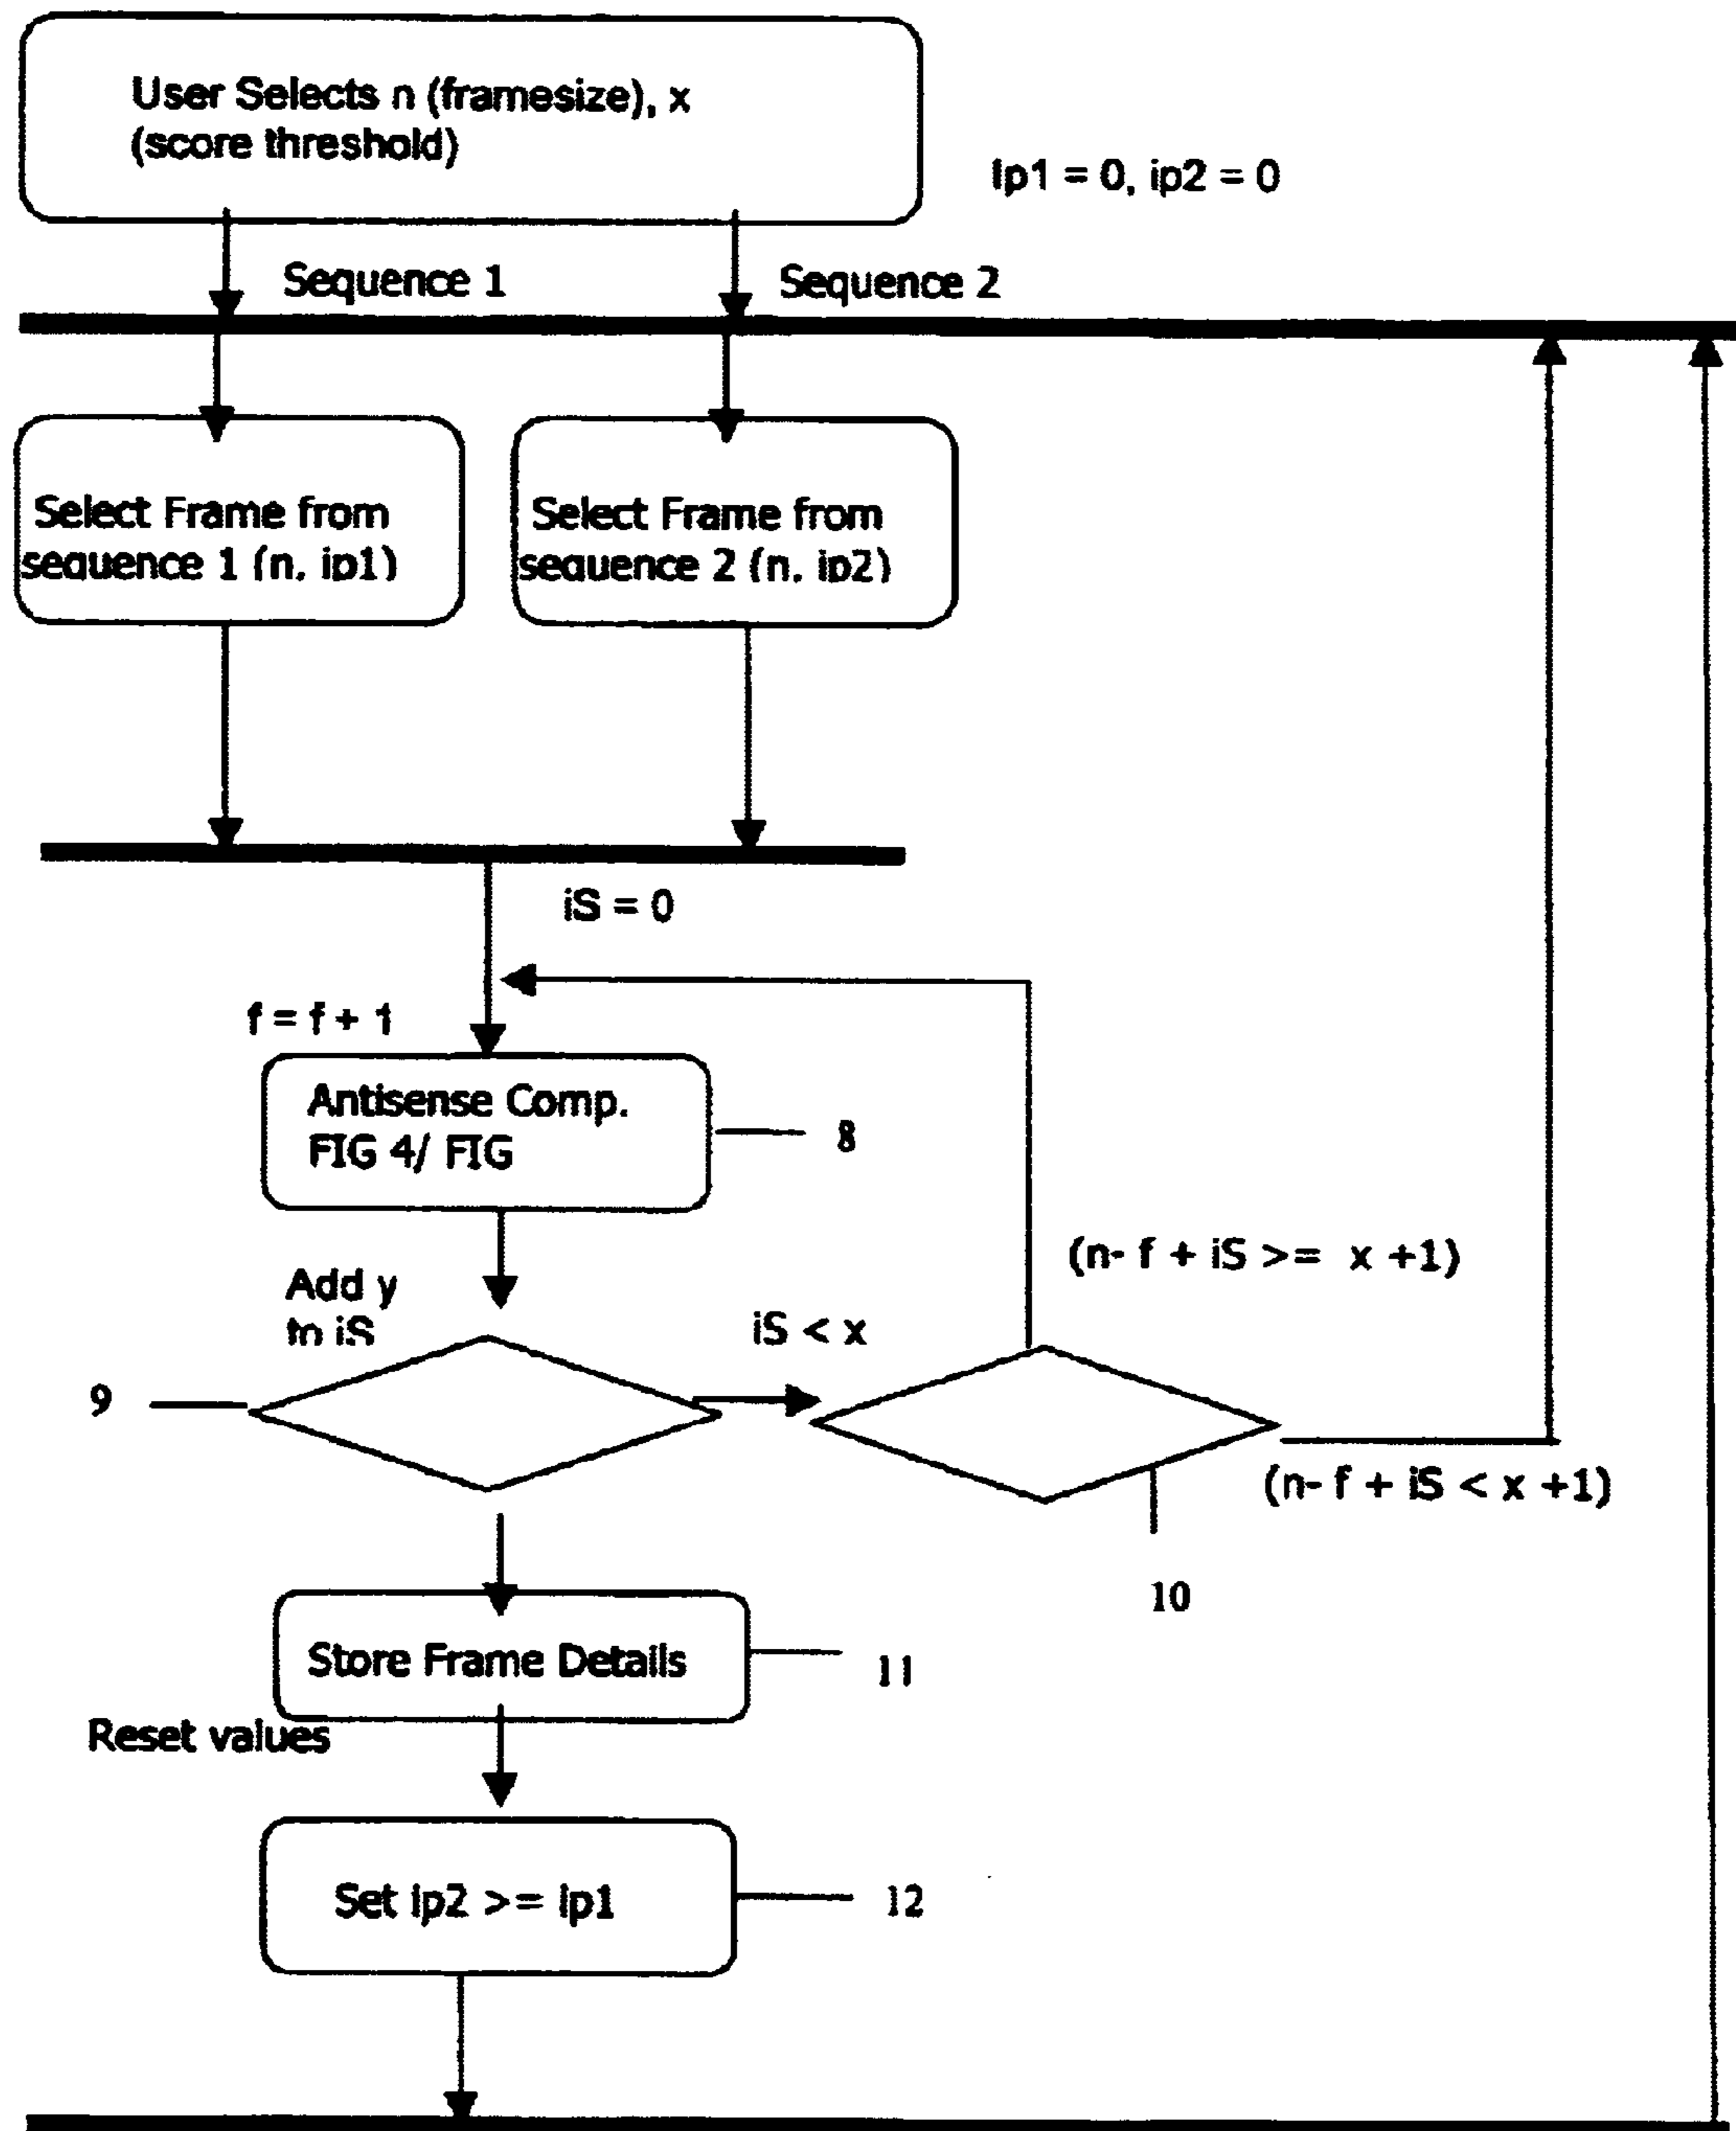 User Selects n (framesize), x
(score threshold)
Ip1 = 0, ip2 = 0
Sequence 1
Sequence 2
Select Frame from
sequence 1 (n, ip1)
Select Frame from
sequence 2 (n, ip2)
iS = 0
f = f + 1
Antisense Comp.
FIG 4/ FIG
8
(n- f + iS >= x +1)
Add y
to iS
iS < x
9
(n- f + iS < x +1)
10
Store Frame Details
11
Reset values
Set ip2 >= ip1
12